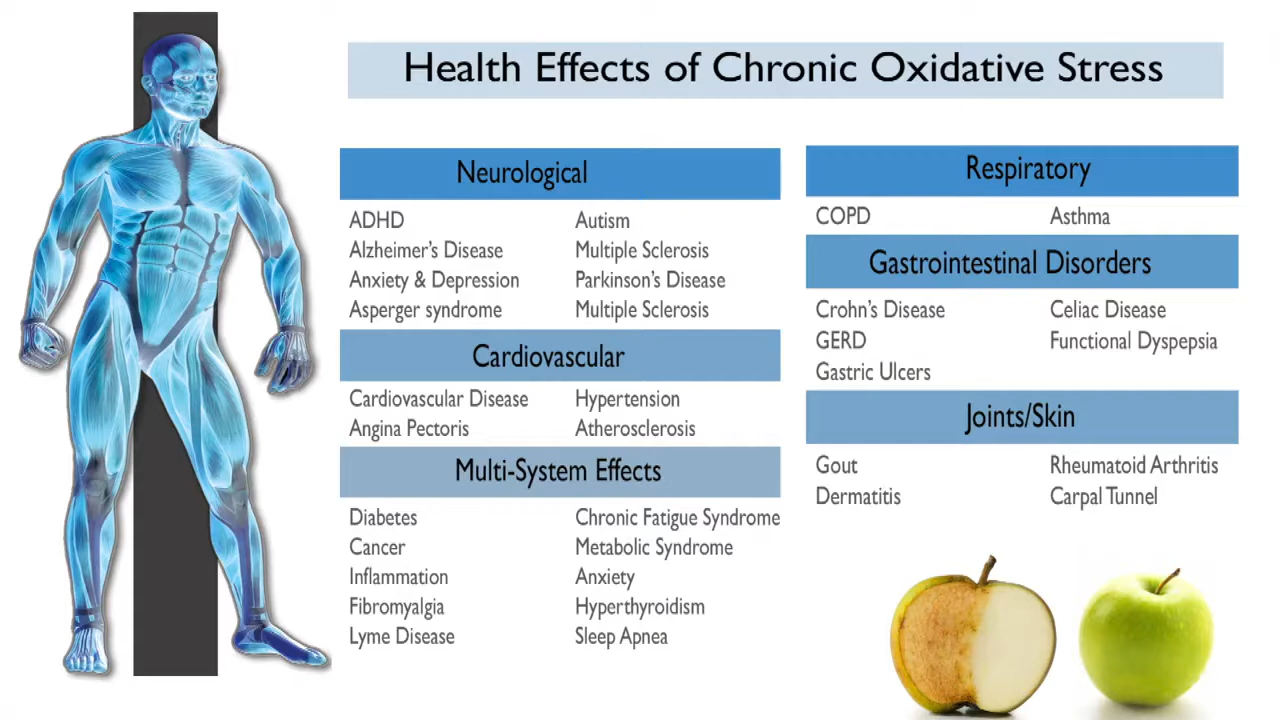 Health Effects of Chronic Oxidative Stress
Neurological
ADHD Autism
Alzheimer's Disease Multiple Sclerosis
Anxiety & Depression Parkinson's Disease
Asperger syndrome Multiple Sclerosis
Cardiovascular
Cardiovascular Disease Hypertension
Angina Pectoris Atherosclerosis
Multi-System Effects
Diabetes Chronic Fatigue Syndrome
Cancer Metabolic Syndrome
Inflammation Anxiety
Fibromyalgia Hyperthyroidism
Lyme Disease Sleep Apnea
Respiratory
COPD Asthma
Gastrointestinal Disorders
Crohn's Disease Celiac Disease
GERD Functional Dyspepsia
Gastric Ulcers
Joints/Skin
Gout Rheumatoid Arthritis
Dermatitis Carpal Tunnel